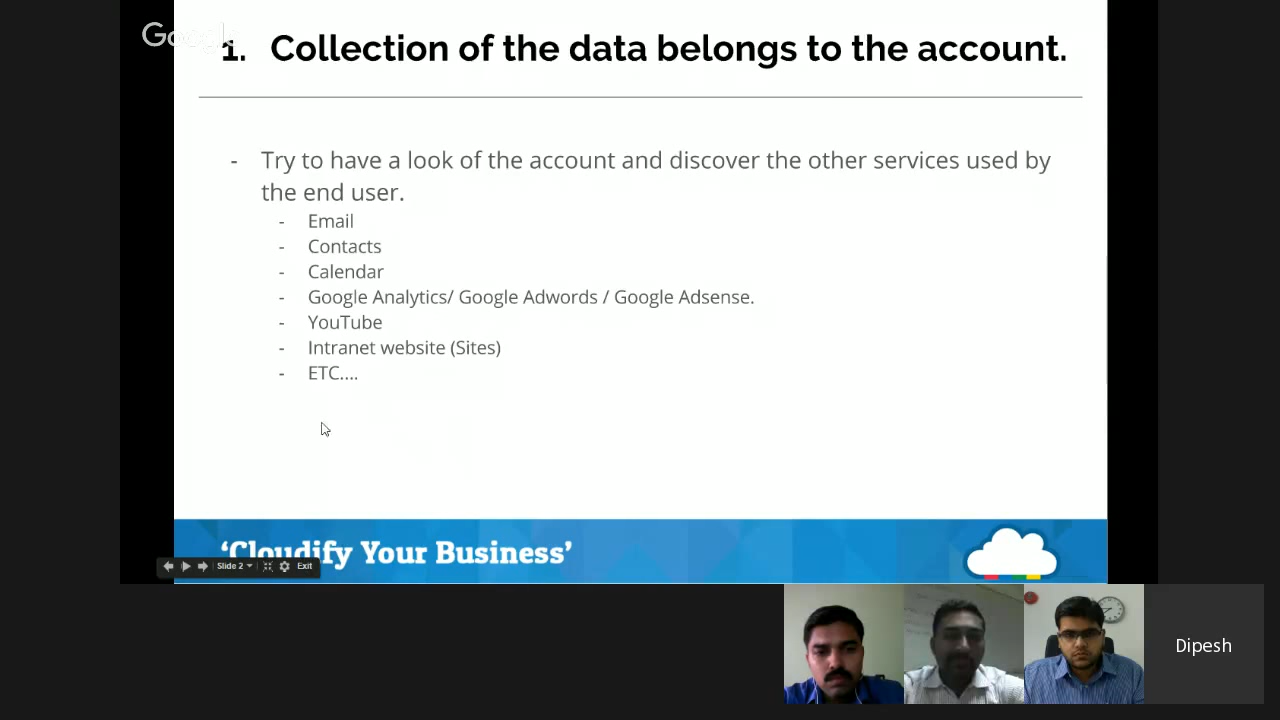 Google
1. Collection of the data belongs to the account.
- Try to have a look of the account and discover the other services used by
the end user.
- Email
- Contacts
- Calendar
- Google Analytics/ Google Adwords / Google Adsense.
- YouTube
- Intranet website (Sites)
- ETC....
‘Cloudify Your Business’
Slide 2
Exit
Dipesh